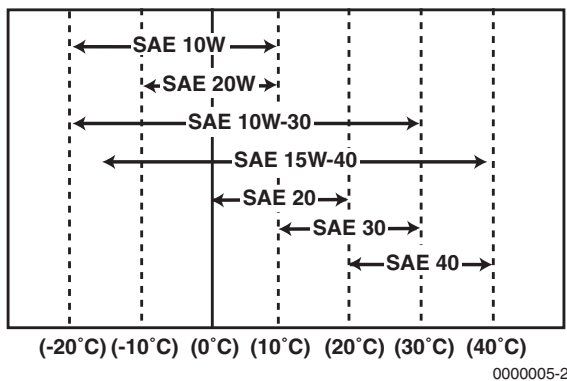 SAE 10W
SAE 20W
SAE 10W-30
SAE 15W-40
SAE 20
SAE 30
SAE 40
(-20˚C) (-10˚C) (0˚C) (10˚C) (20˚C) (30˚C) (40˚C)
0000005-2